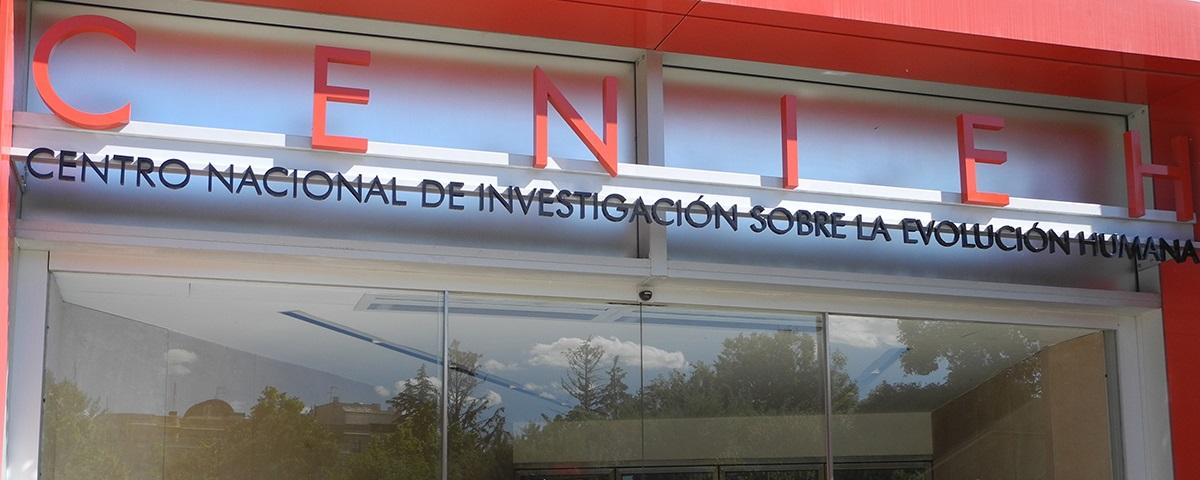 CENIEH
CENTRO NACIONAL DE INVESTIGACIÓN SOBRE LA EVOLUCIÓN HUMANA